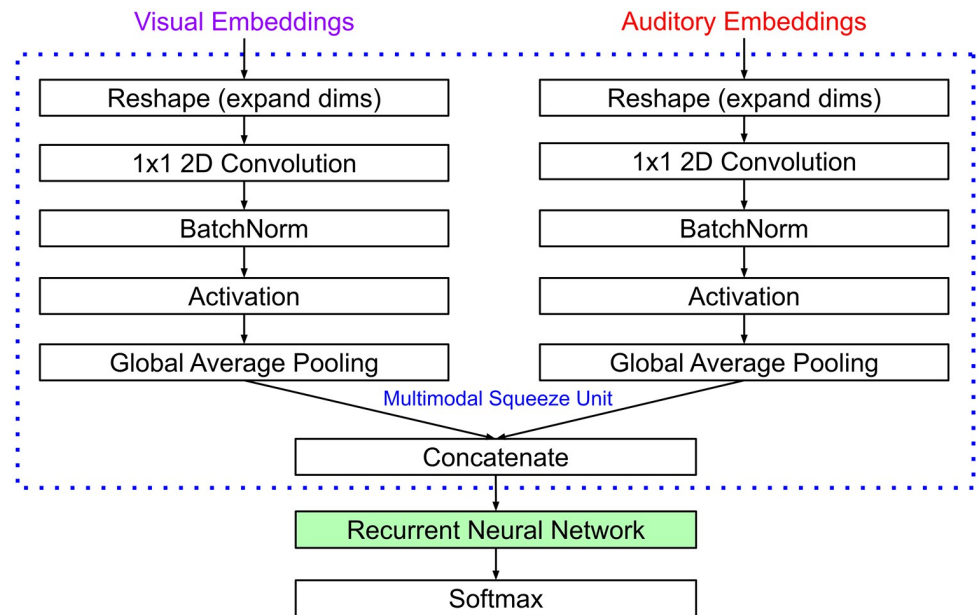 Visual Embeddings
Auditory Embeddings
Reshape (expand dims)
Reshape (expand dims)
1x1 2D Convolution
1x1 2D Convolution
BatchNorm
BatchNorm
Activation
Activation
Global Average Pooling
Global Average Pooling
Multimodal Squeeze Unit
Concatenate
Recurrent Neural Network
Softmax